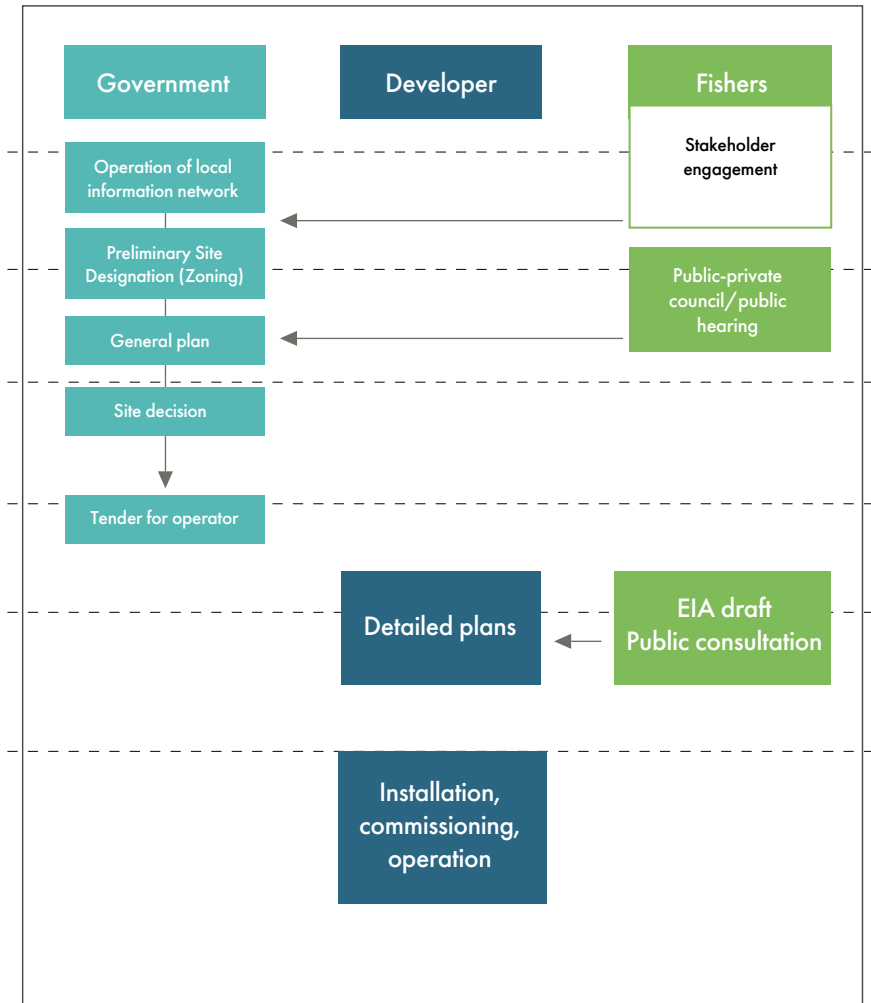 Government
Developer
Fishers
Stakeholder
engagement
Operation of local
information network
Preliminary Site
Designation (Zoning)
Public-private
council/public
hearing
General plan
Site decision
Tender for operator
Detailed plans
EIA draft
Public consultation
Installation,
commissioning,
operation